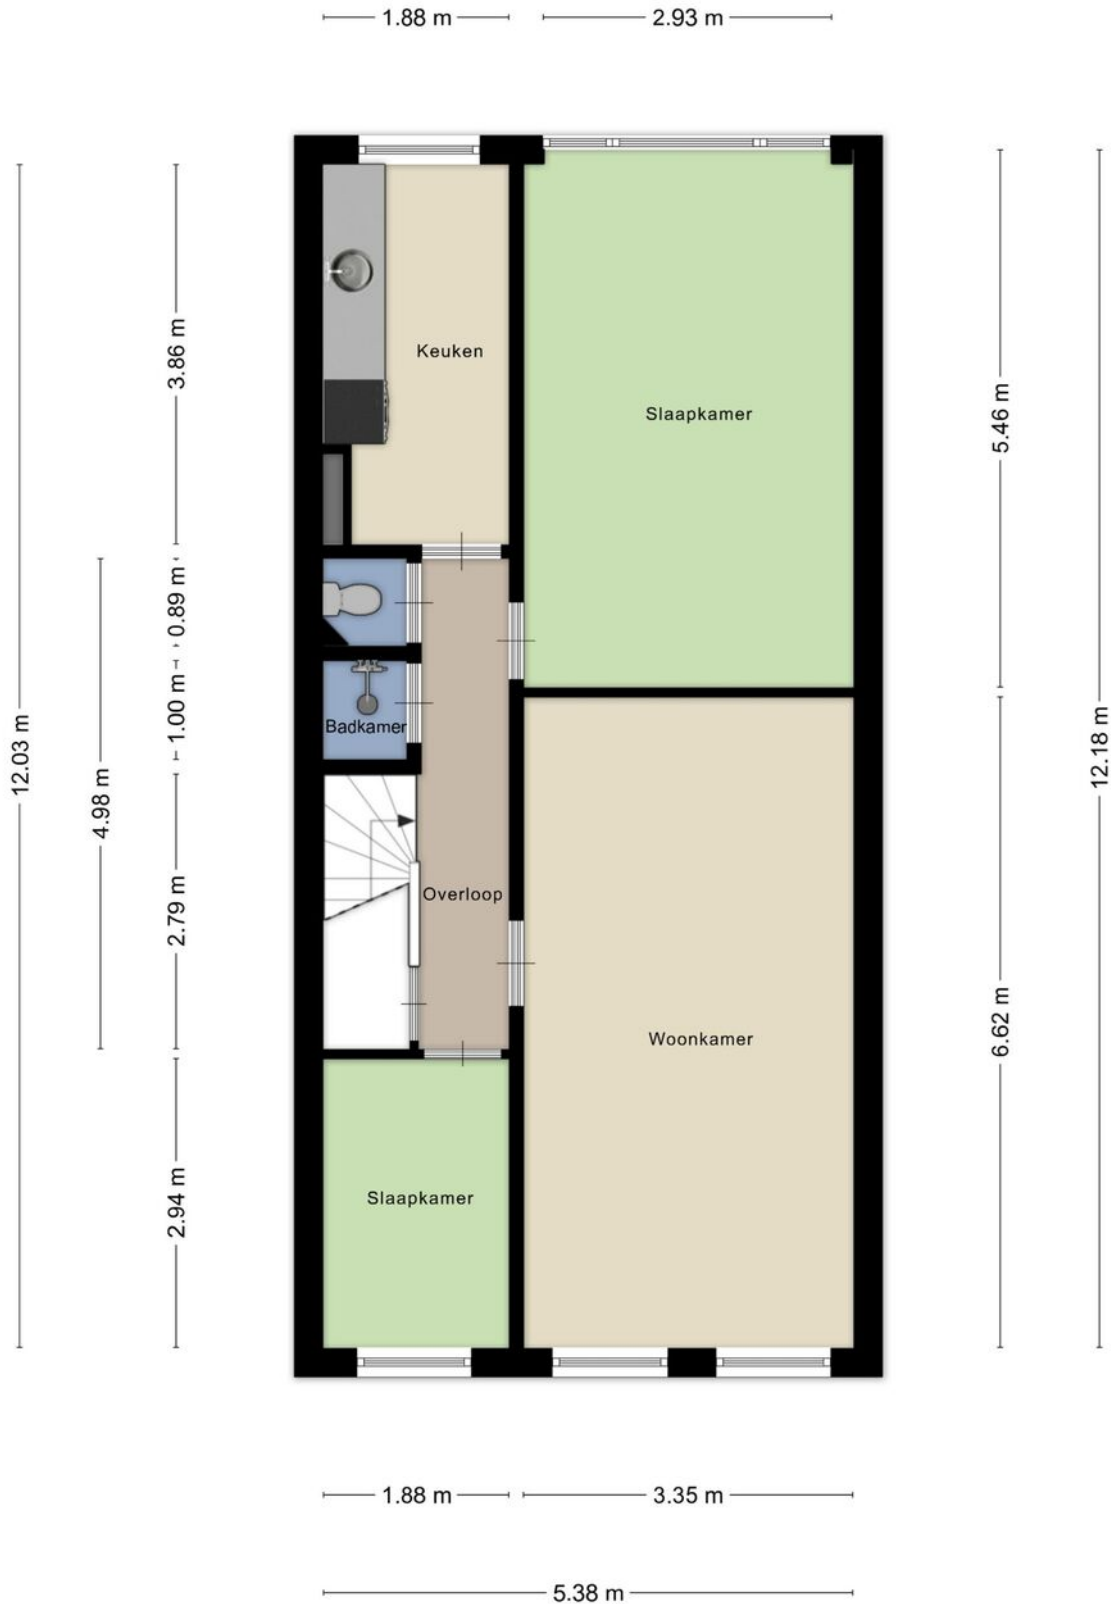 1.88 m
2.93 m
3.86 m
Keuken
Slaapkamer
5.46 m
0.89 m
1.00 m
Badkamer
12.03 m
12.18 m
4.98 m
2.79 m
Overloop
Woonkamer
6.62 m
2.94 m
Slaapkamer
1.88 m
3.35 m
5.38 m